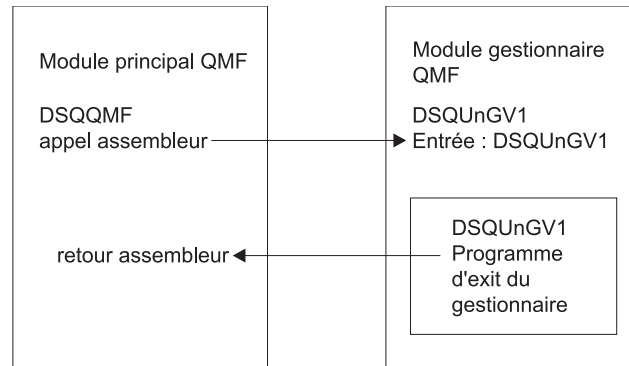 Module principal QMF
DSQQMF
appel assembleur
retour assembleur
Module gestionnaire
QMF
DSQUnGV1
Entrée : DSQUnGV1
DSQUnGV1
Programme
d'exit du
gestionnaire